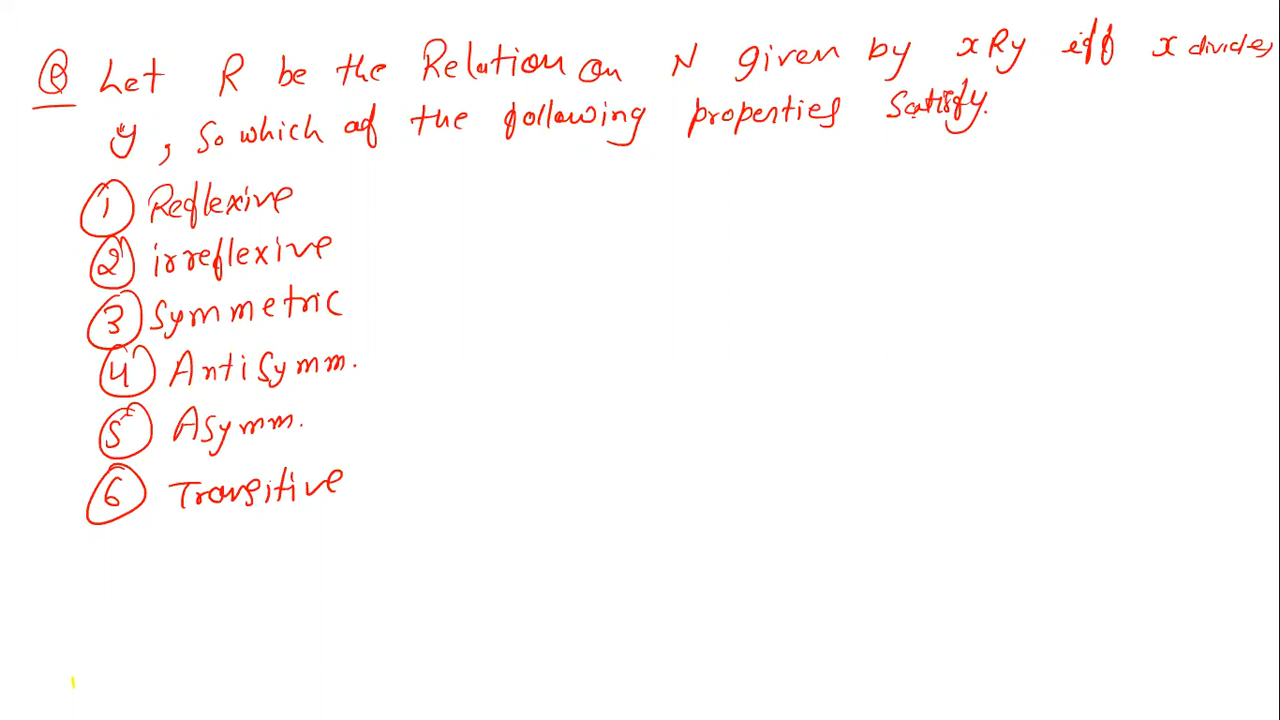 Q Let R be the Relation on N given by xRy iff x divides
y, So which of the following properties Satisfy.
① Reflexive
② irreflexive
③ Symmetric
④ AntiSymm.
⑤ ASymm.
⑥ Transitive